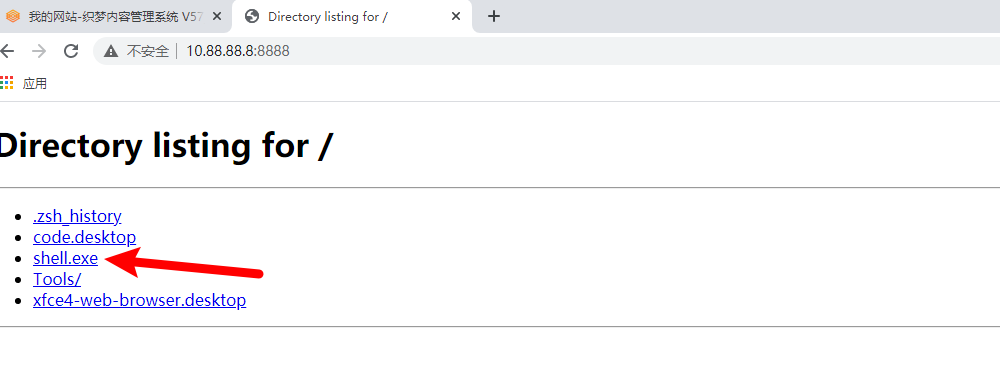 我的网站-织梦内容管理系统 V57
Directory listing for /
不安全 10.88.88.8:8888
应用
Directory listing for /
.zsh_history
code.desktop
shell.exe
Tools/
xfce4-web-browser.desktop